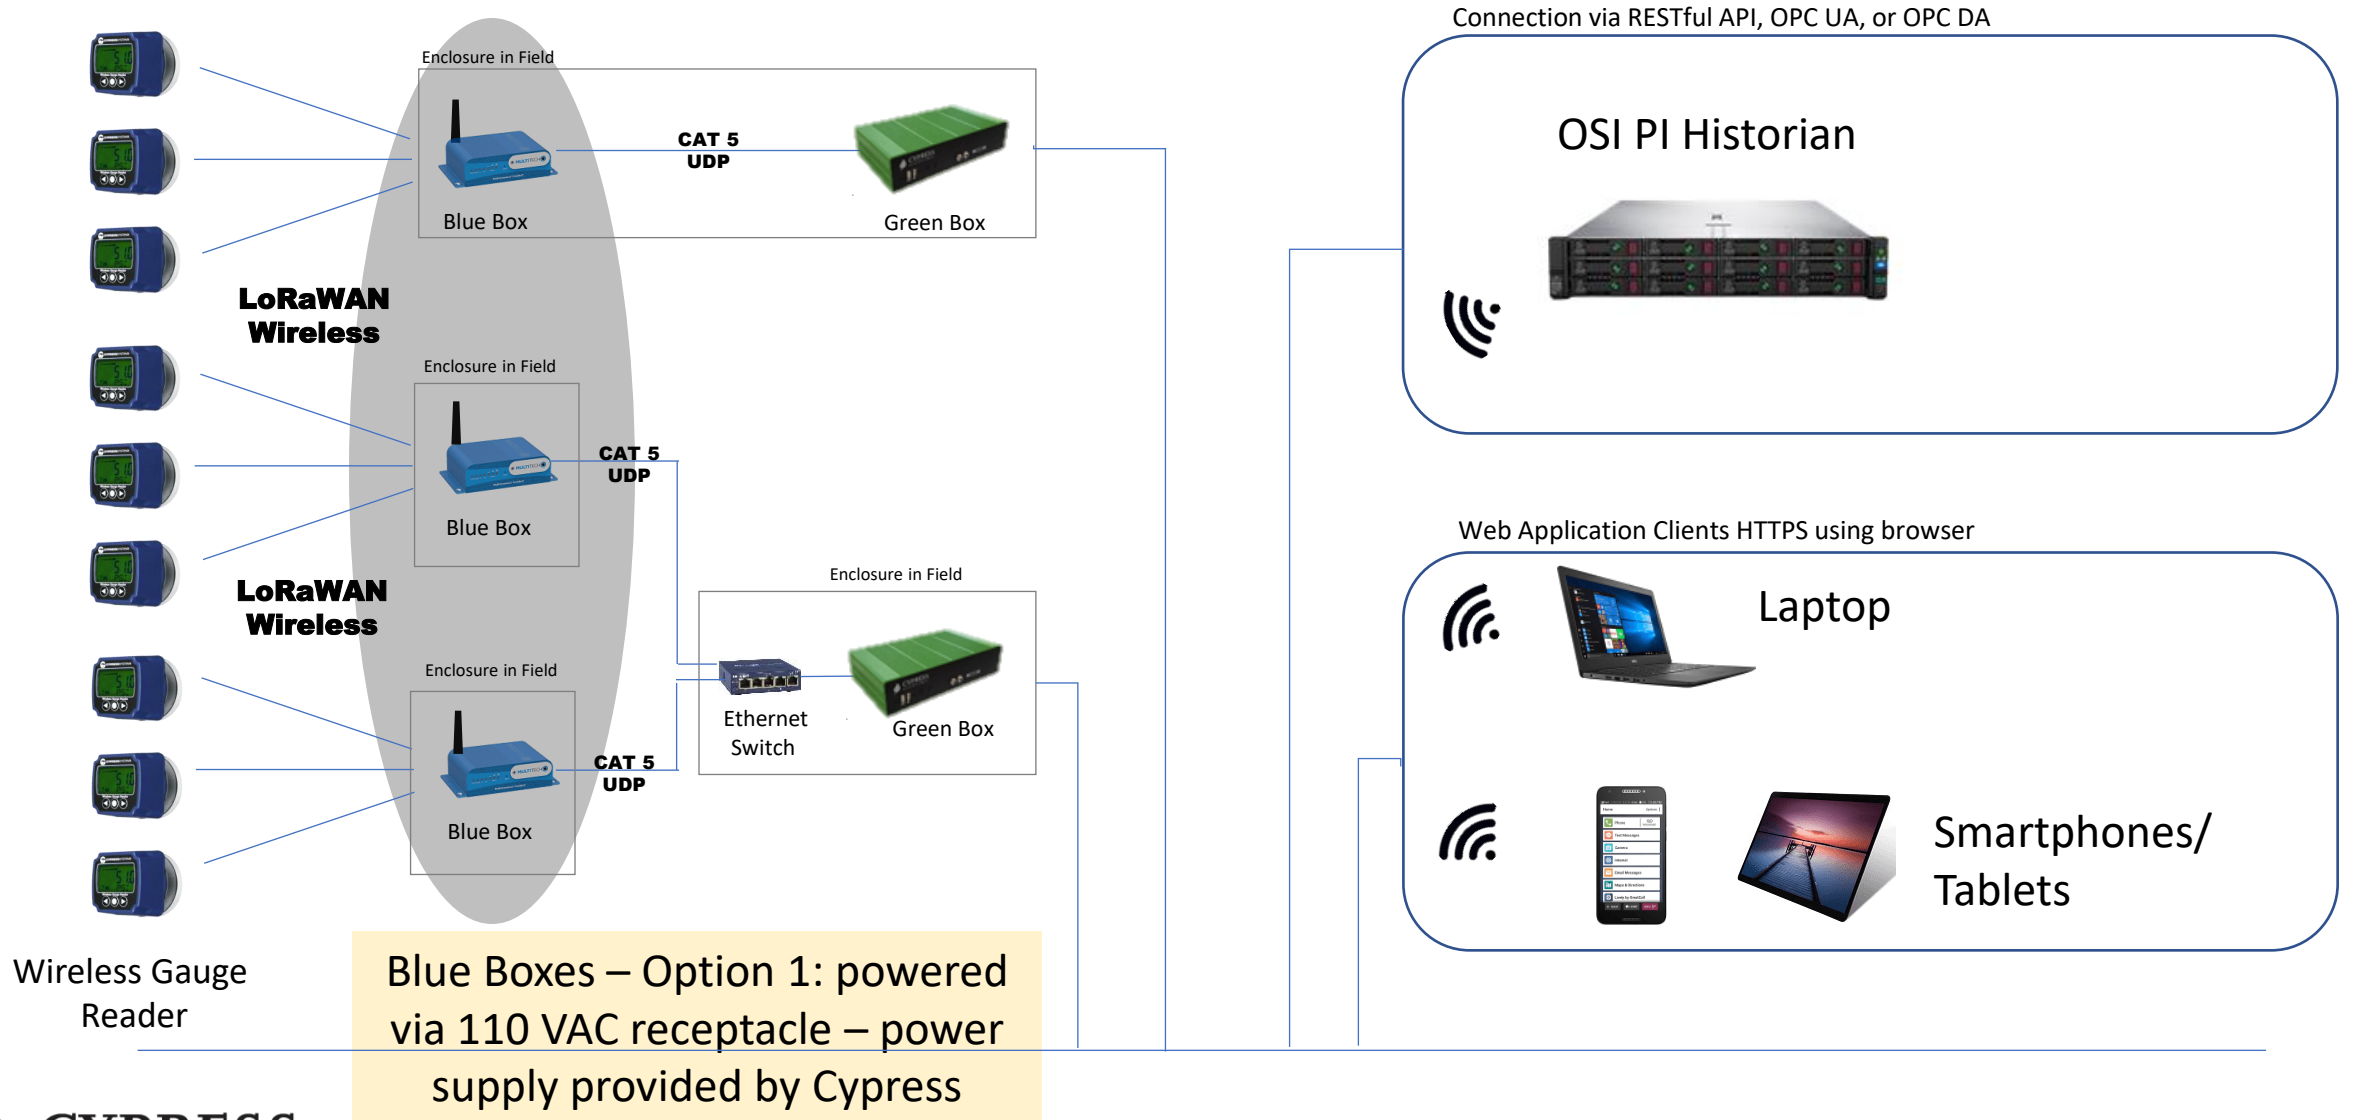 Connection via RESTful API, OPC UA, or OPC DA
Enclosure in Field
CAT 5
UDP
OSI PI Historian
Blue Box
Green Box
LoRaWAN
Wireless
Enclosure in Field
CAT 5
UDP
Blue Box
Web Application Clients HTTPS using browser
Enclosure in Field
Laptop
LoRaWAN
Wireless
Enclosure in Field
Ethernet
Switch
Green Box
CAT 5
UDP
Blue Box
Smartphones/
Tablets
Wireless Gauge
Reader
Blue Boxes – Option 1: powered
via 110 VAC receptacle – power
supply provided by Cypress